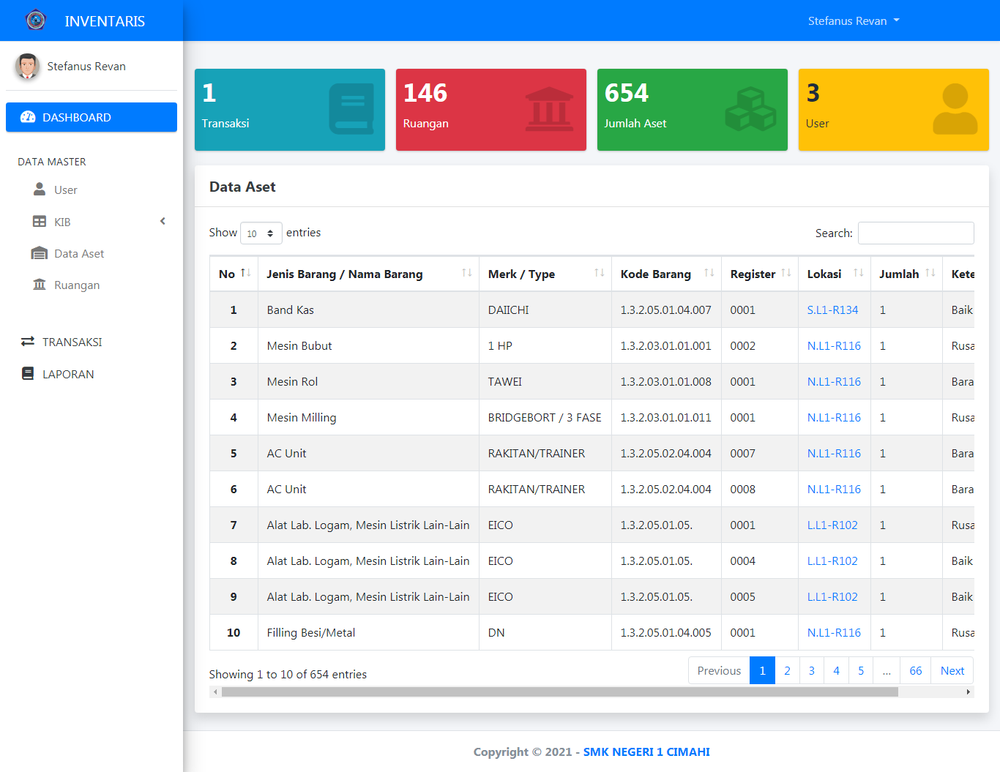 INVENTARIS
Stefanus Revan
Stefanus Revan
DASHBOARD
DATA MASTER
User
KIB
Data Aset
Ruangan
TRANSAKSI
LAPORAN
1
Transaksi
146
Ruangan
654
Jumlah Aset
3
User
Data Aset
Show 10 entries
Search:
No Jenis Barang / Nama Barang Merk / Type Kode Barang Register Lokasi Jumlah Kete
1 Band Kas DAIICHI 1.3.2.05.01.04.007 0001 S.L1-R134 1 Baik
2 Mesin Bubut 1 HP 1.3.2.03.01.01.001 0002 N.L1-R116 1 Rusa
3 Mesin Rol TAWEI 1.3.2.03.01.01.008 0001 N.L1-R116 1 Bara
4 Mesin Milling BRIDGEBORT / 3 FASE 1.3.2.03.01.01.011 0001 N.L1-R116 1 Rusa
5 AC Unit RAKITAN/TRAINER 1.3.2.05.02.04.004 0007 N.L1-R116 1 Bara
6 AC Unit RAKITAN/TRAINER 1.3.2.05.02.04.004 0008 N.L1-R116 1 Bara
7 Alat Lab. Logam, Mesin Listrik Lain-Lain EICO 1.3.2.05.01.05. 0001 L.L1-R102 1 Rusa
8 Alat Lab. Logam, Mesin Listrik Lain-Lain EICO 1.3.2.05.01.05. 0004 L.L1-R102 1 Baik
9 Alat Lab. Logam, Mesin Listrik Lain-Lain EICO 1.3.2.05.01.05. 0005 L.L1-R102 1 Baik
10 Filling Besi/Metal DN 1.3.2.05.01.04.005 0001 N.L1-R116 1 Rusa
Showing 1 to 10 of 654 entries
Previous 1 2 3 4 5 ... 66 Next
Copyright © 2021 - SMK NEGERI 1 CIMAHI